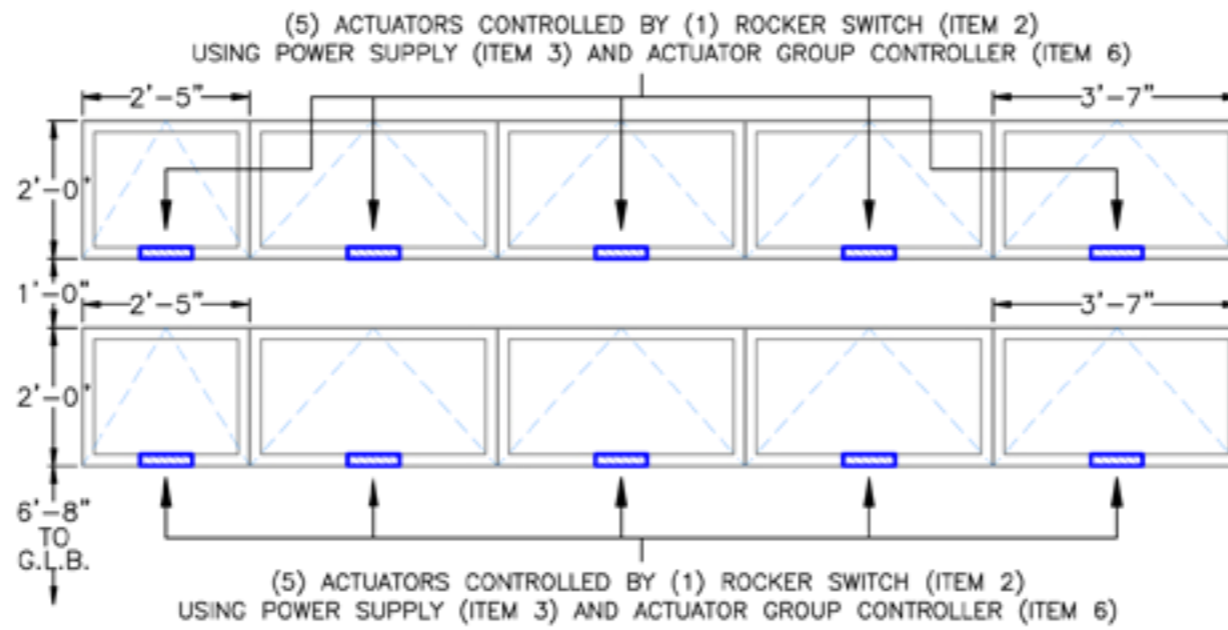 (5) ACTUATORS CONTROLLED BY (1) ROCKER SWITCH (ITEM 2)
USING POWER SUPPLY (ITEM 3) AND ACTUATOR GROUP CONTROLLER (ITEM 6)
2'-5" 3'-7"
2'-0"
1'-0"
2'-5" 3'-7"
2'-0"
6'-8"
TO
G.L.B.
(5) ACTUATORS CONTROLLED BY (1) ROCKER SWITCH (ITEM 2)
USING POWER SUPPLY (ITEM 3) AND ACTUATOR GROUP CONTROLLER (ITEM 6)